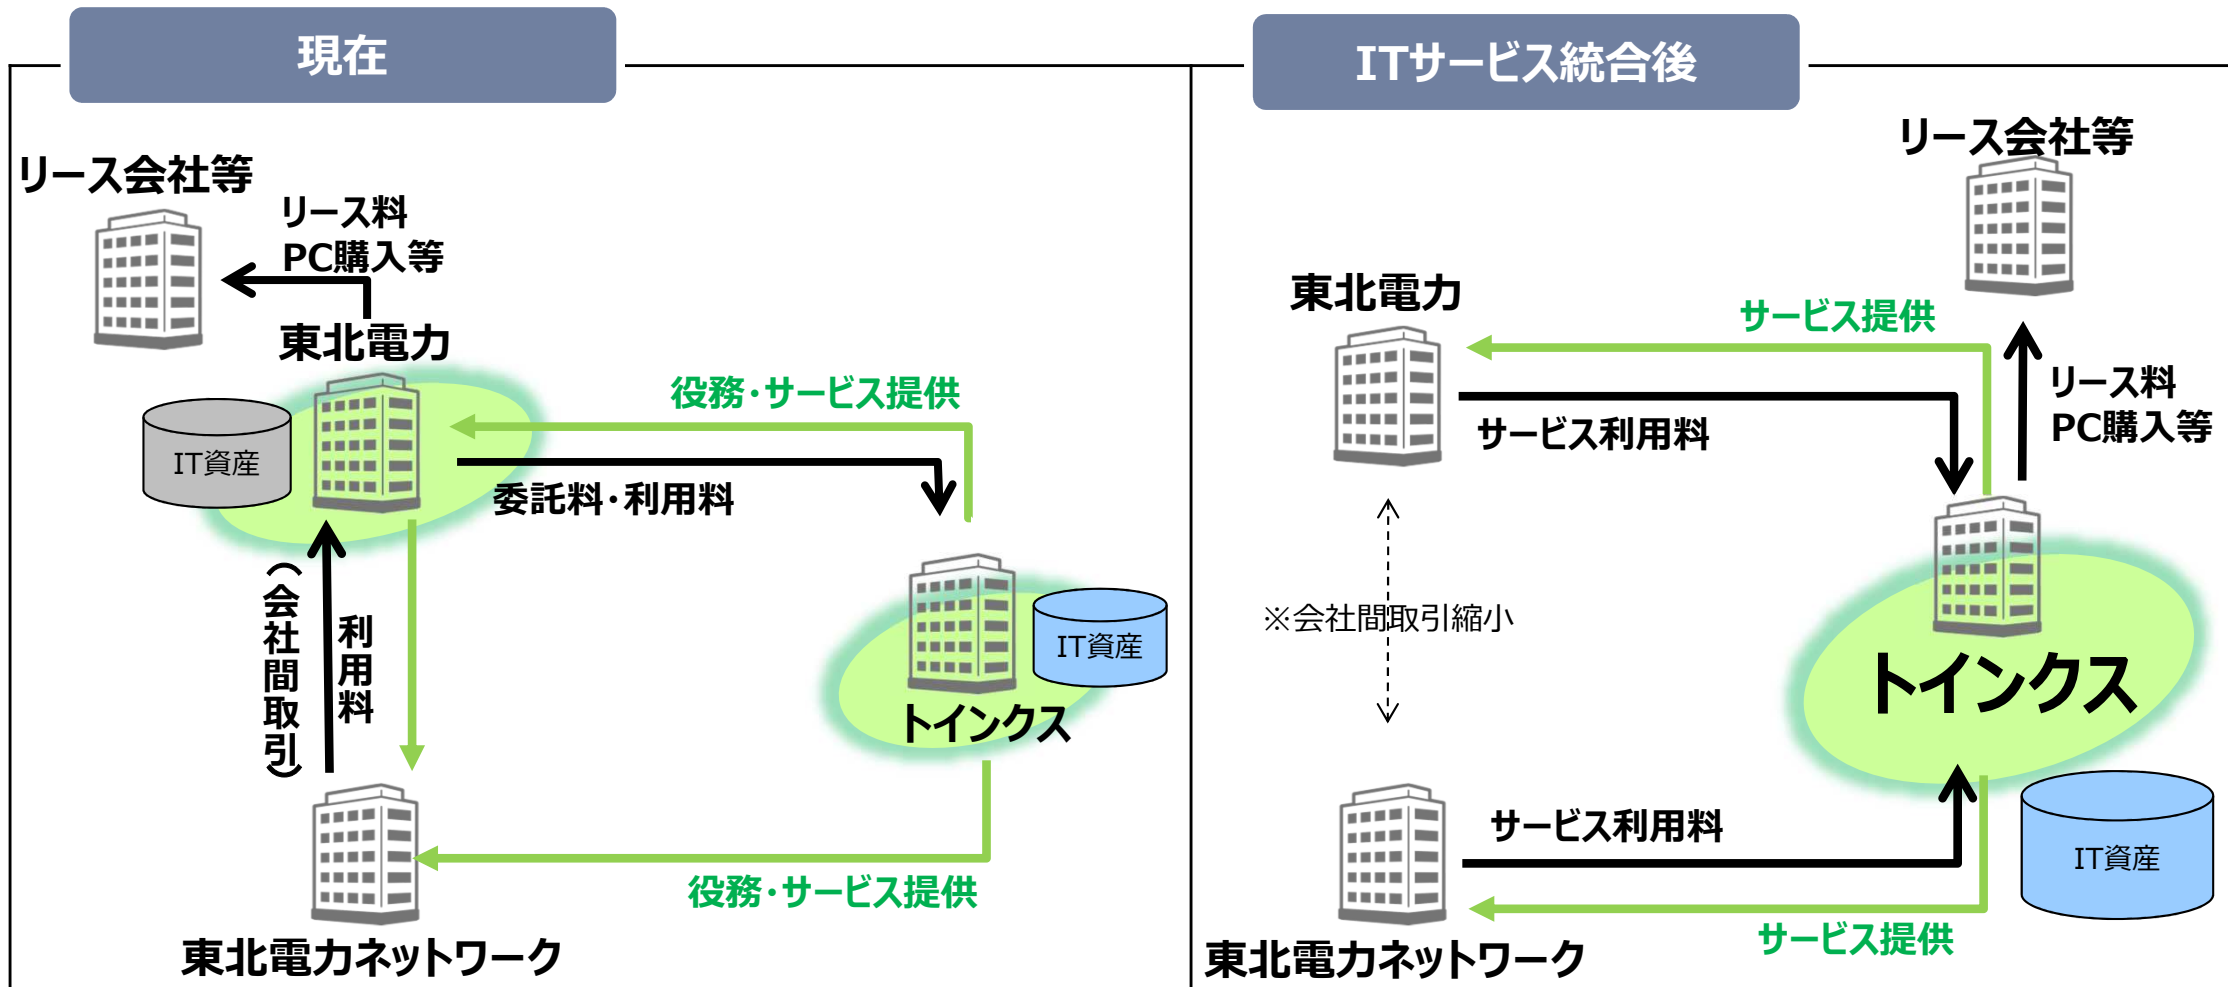 現在
リース会社等
リース料
PC購入等
東北電力
IT資産
役務・サービス提供
委託料・利用料
（会社間取引）
利用料
IT資産
トインクス
役務・サービス提供
東北電力ネットワーク
ITサービス統合後
リース会社等
東北電力
サービス提供
リース料
PC購入等
サービス利用料
※会社間取引縮小
トインクス
サービス利用料
IT資産
サービス提供
東北電力ネットワーク